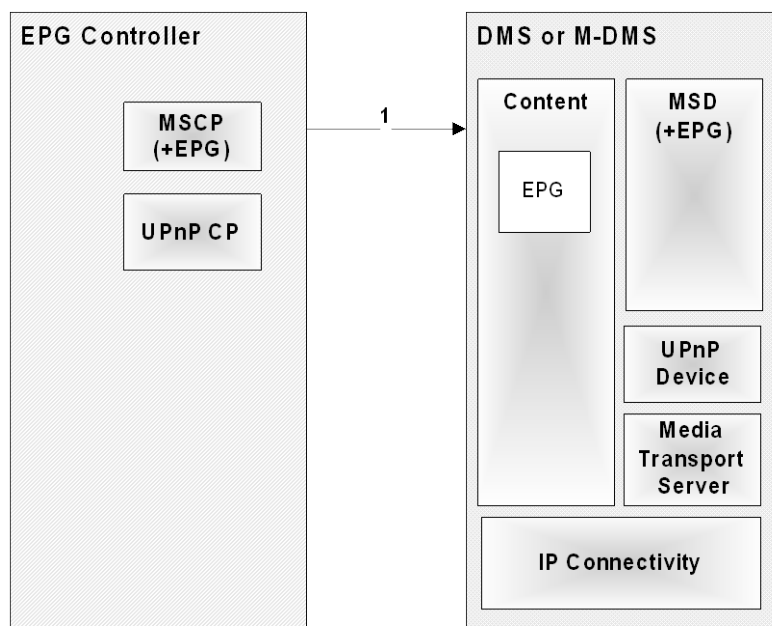 EPG Controller
MSCP
(+EPG)
UPnP CP
1
DMS or M-DMS
Content
EPG
MSD
(+EPG)
UPnP
Device
Media
Transport
Server
IP Connectivity